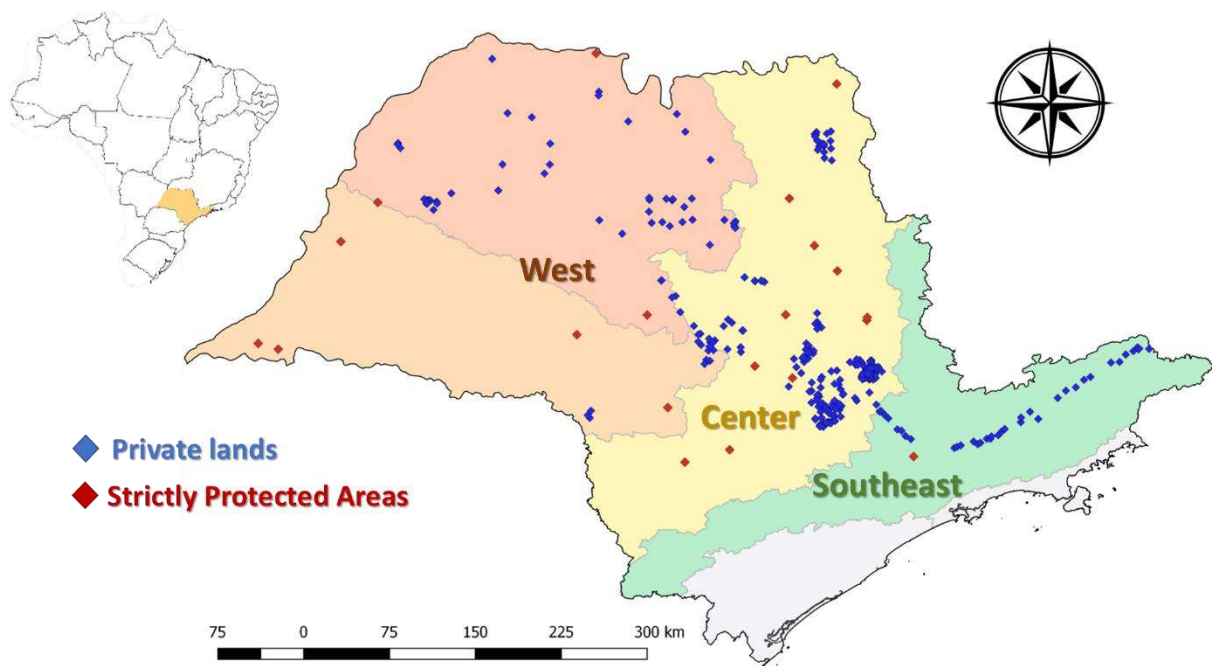 West
Center
Private lands
Strictly Protected Areas
Southeast
75 0 75 150 225 300 km